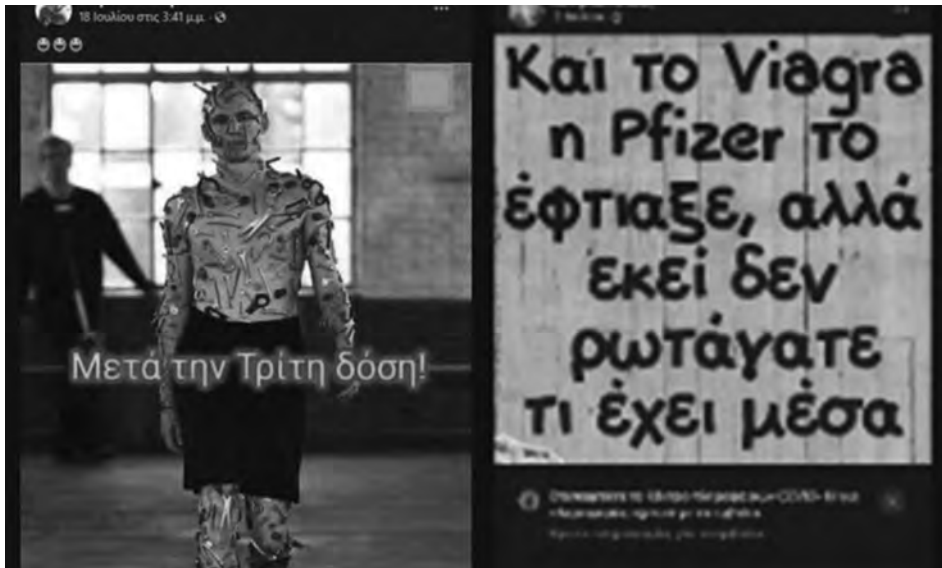 18 Ιουλίου στις 3:41 μ.μ.
Μετά την Τρίτη δόση!
Και το Viagra
η Pfizer το
έφτιαξε, αλλά
εκεί δεν
ρωτάγατε
τι έχει μέσα